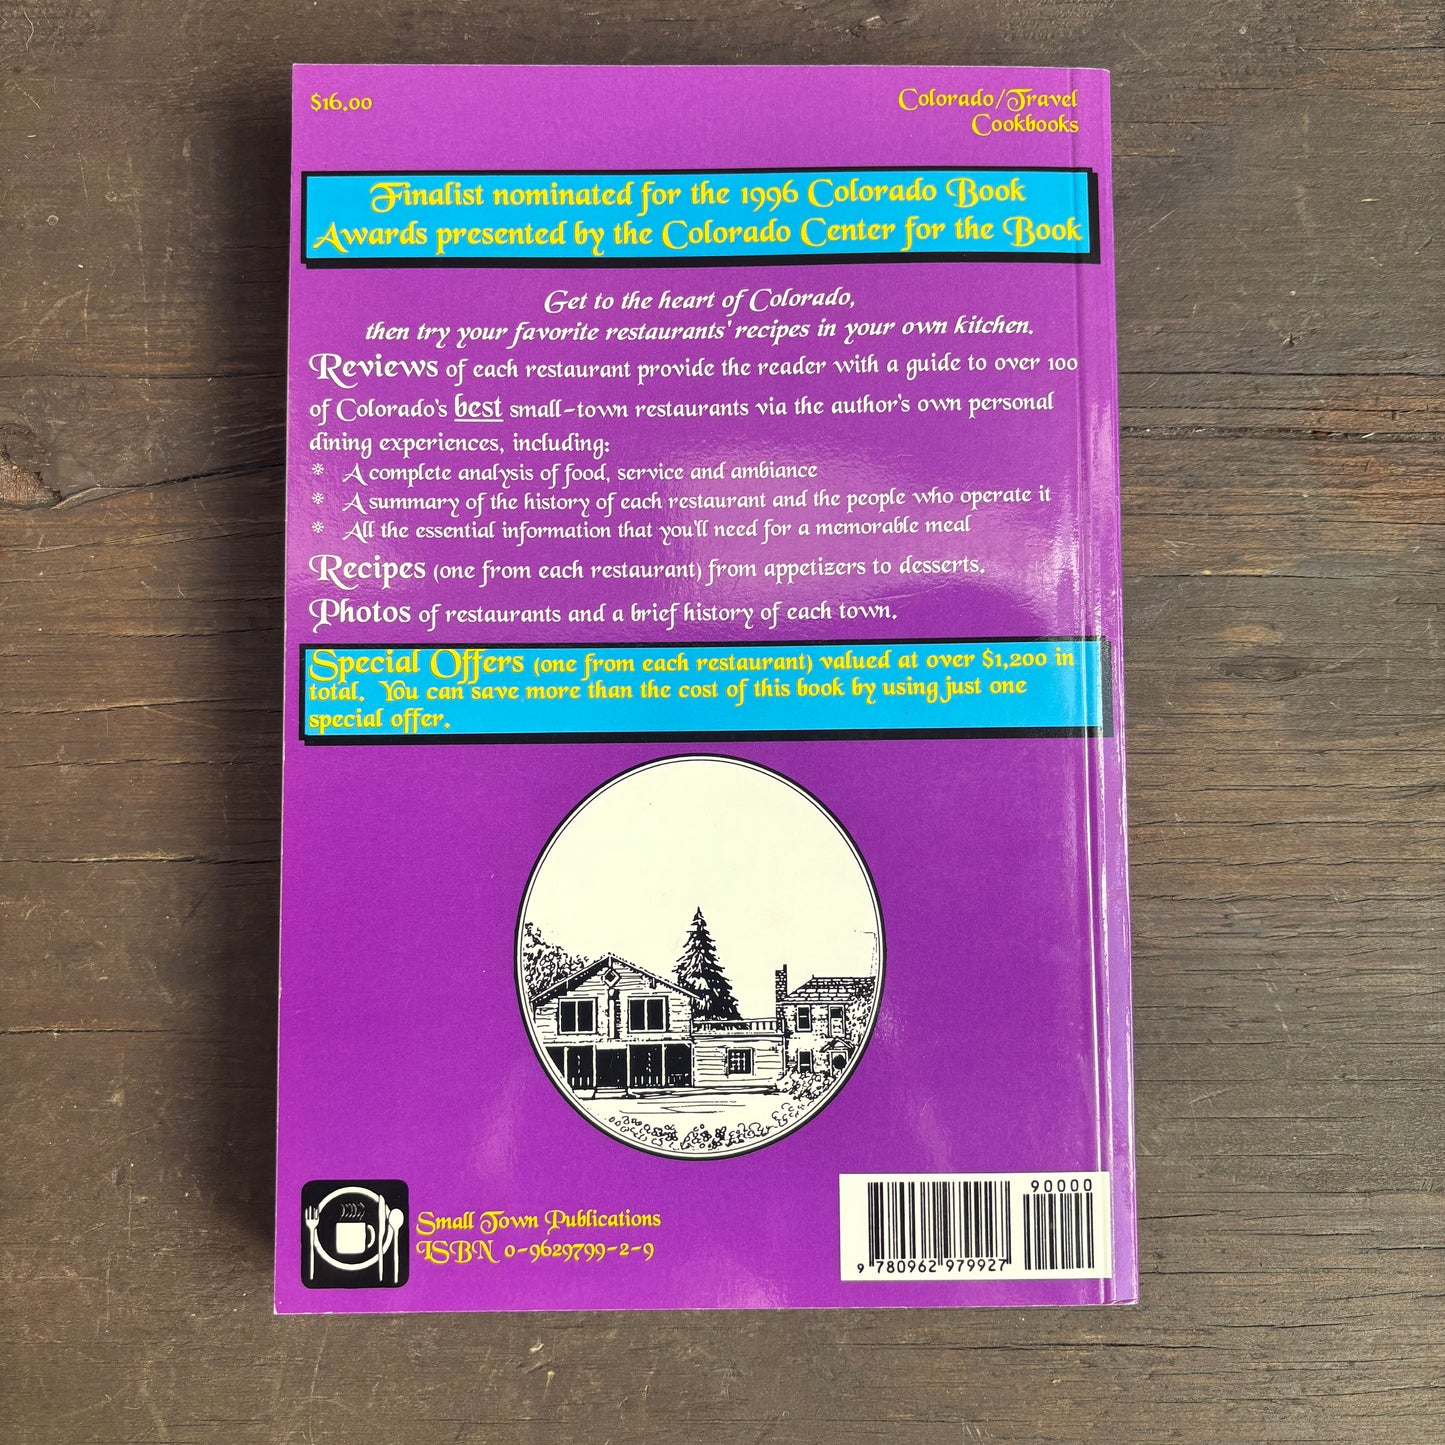 $16.00
Colorado/Travel
Cookbooks
Finalist nominated for the 1996 Colorado Book
Awards presented by the Colorado Center for the Book
Get to the heart of Colorado,
then try your favorite restaurants' recipes in your own kitchen.
Reviews of each restaurant provide the reader with a guide to over 100
of Colorado's best small-town restaurants via the author's own personal
dining experiences, including:
* A complete analysis of food, service and ambiance
* A summary of the history of each restaurant and the people who operate it
* All the essential information that you'll need for a memorable meal
Recipes (one from each restaurant) from appetizers to desserts.
Photos of restaurants and a brief history of each town.
Special Offers (one from each restaurant) valued at over $1,200 in
total. You can save more than the cost of this book by using just one
special offer.
Small Town Publications
ISBN 0-9629799-2-9
90000
9 780962 979927